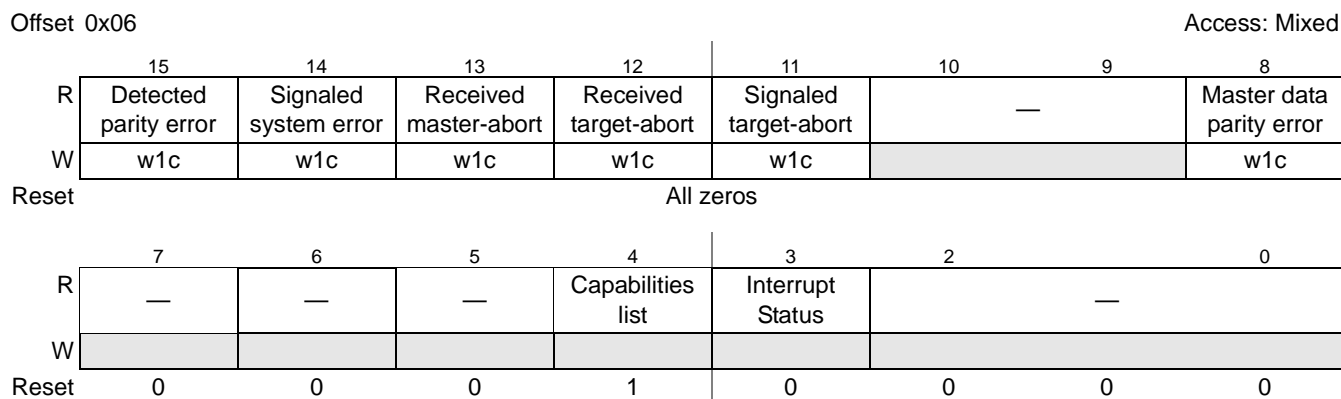 Offset 0x06 Access: Mixed
15 14 13 12 11 10 9 8
R Detected parity error Signaled system error Received master-abort Received target-abort Signaled target-abort — Master data parity error
W w1c w1c w1c w1c w1c w1c
Reset All zeros
7 6 5 4 3 2 0
R — — — Capabilities list Interrupt Status —
W
Reset 0 0 0 1 0 0 0 0